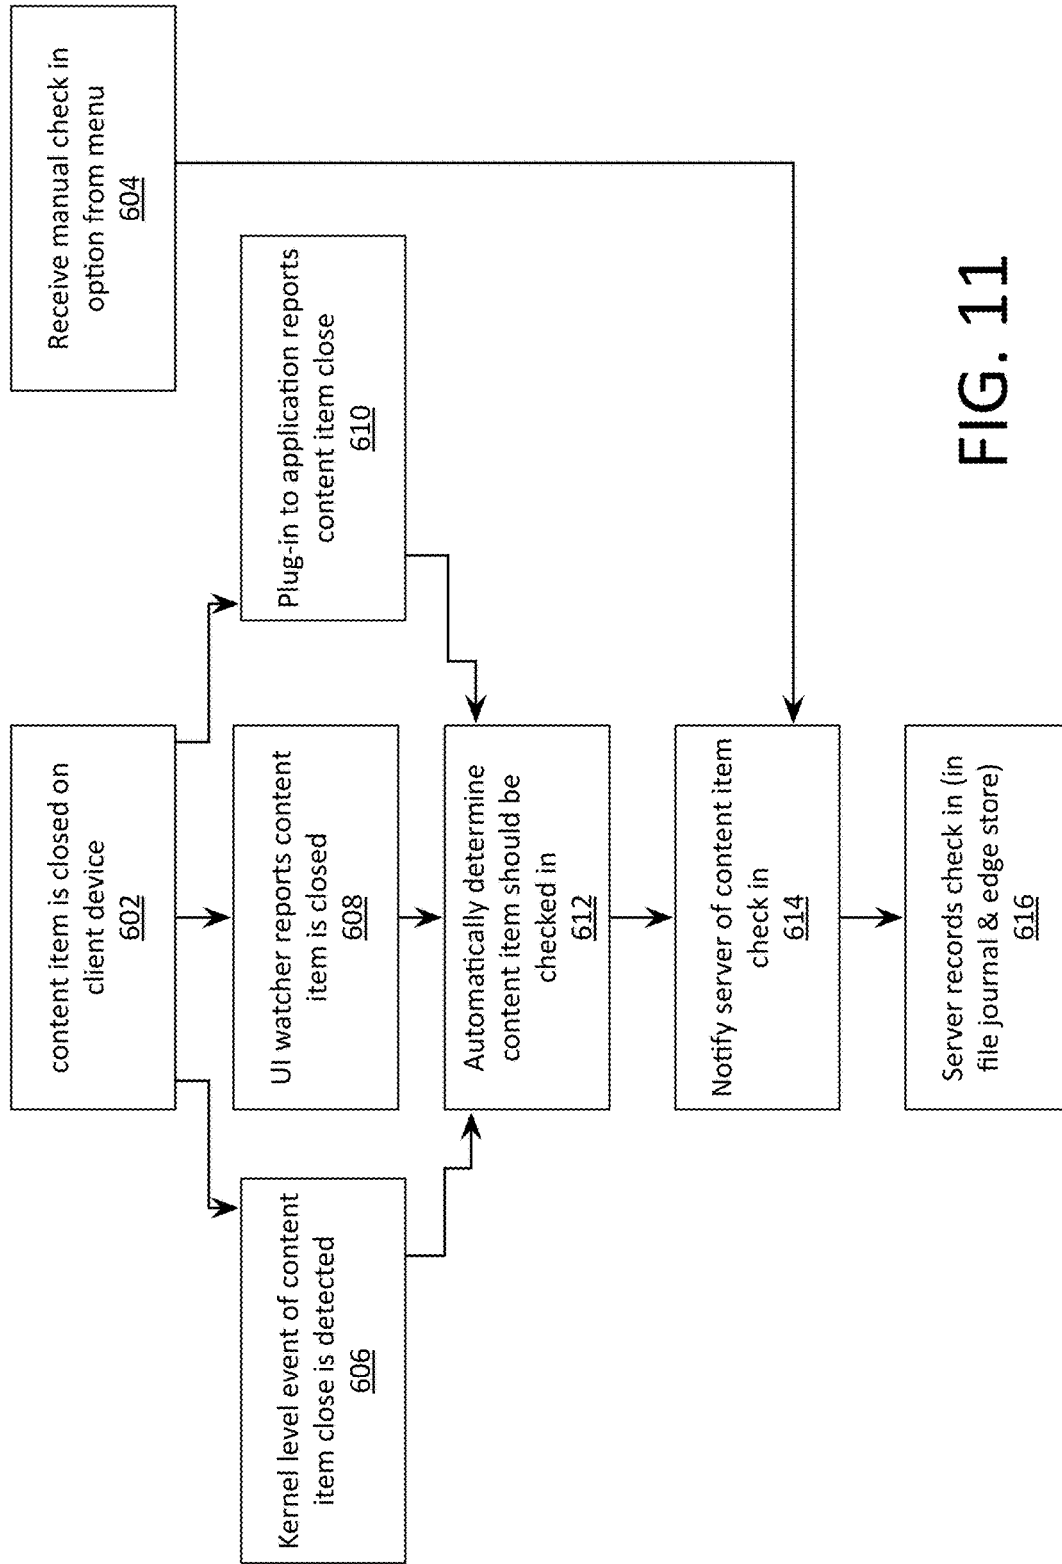 content item is closed on
client device
602
Receive manual check in
option from menu
604
Kernel level event of content
item close is detected
606
UI watcher reports content
item is closed
608
Plug-in to application reports
content item close
610
Automatically determine
content item should be
checked in
612
Notify server of content item
check in
614
Server records check in (in
file journal & edge store)
616
FIG. 11